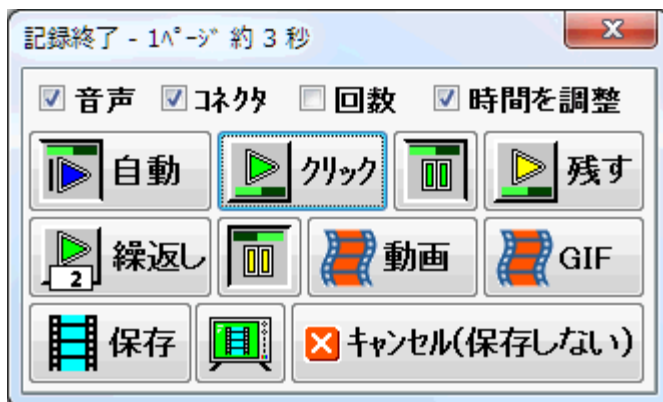 記録終了 - 1ﾍﾟｰｼﾞ 約 3 秒
音声 ｺﾈｸﾀ 回数 時間を調整
自動 ｸﾘｯｸ 残す
2 繰返し 動画 GIF
保存 ｷｬﾝｾﾙ(保存しない)